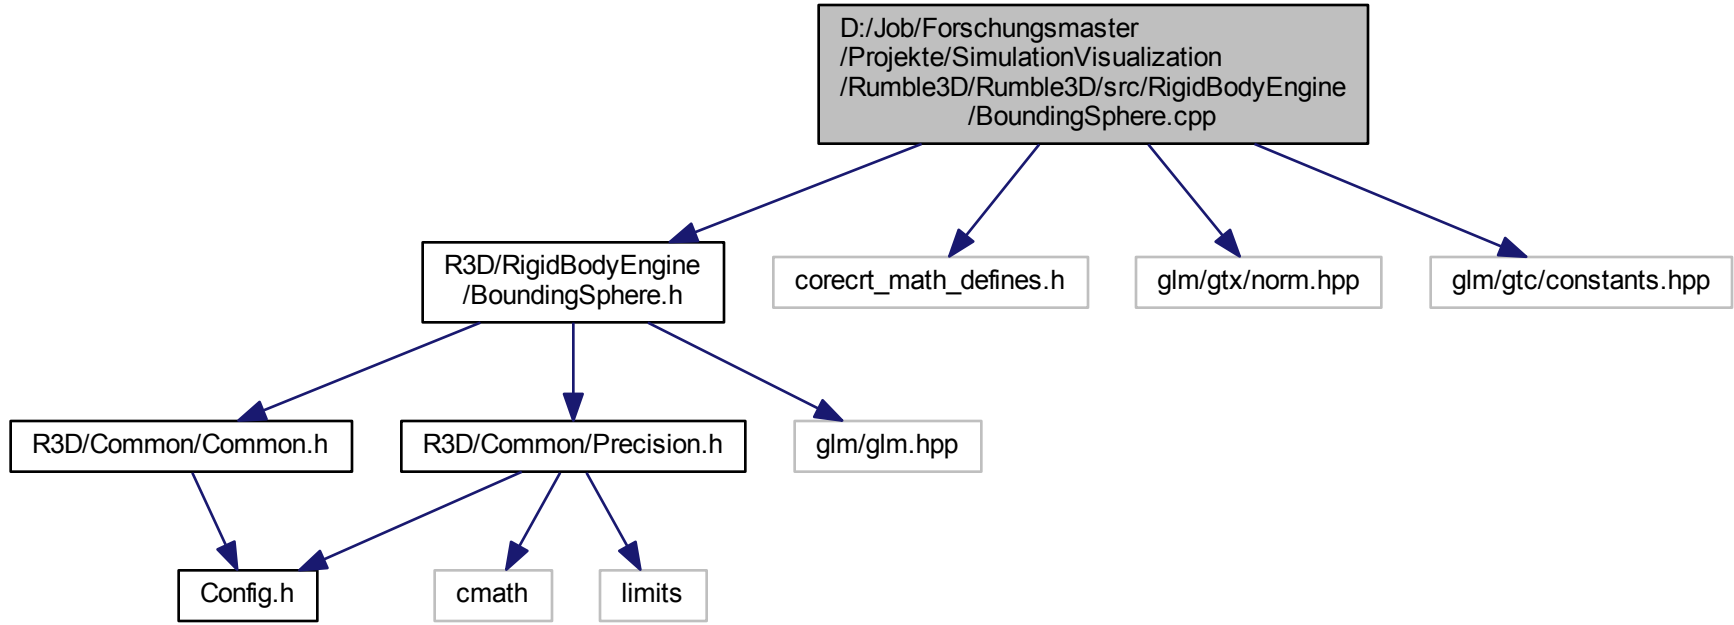 D:/Job/Forschungsmaster
/Projekte/SimulationVisualization
/Rumble3D/Rumble3D/src/RigidBodyEngine
/BoundingSphere.cpp
R3D/RigidBodyEngine
/BoundingSphere.h
corecrt_math_defines.h
glm/gtx/norm.hpp
glm/gtc/constants.hpp
R3D/Common/Common.h
R3D/Common/Precision.h
glm/glm.hpp
Config.h
cmath
limits